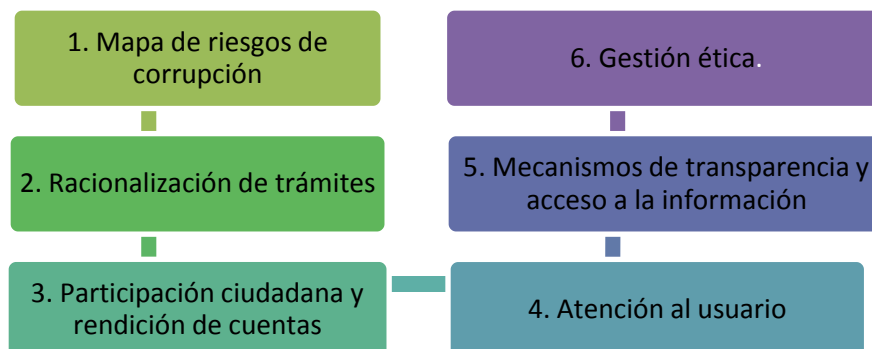 1. Mapa de riesgos de
corrupción
2. Racionalización de trámites
3. Participación ciudadana y
rendición de cuentas
4. Atención al usuario
5. Mecanismos de transparencia y
acceso a la información
6. Gestión ética.